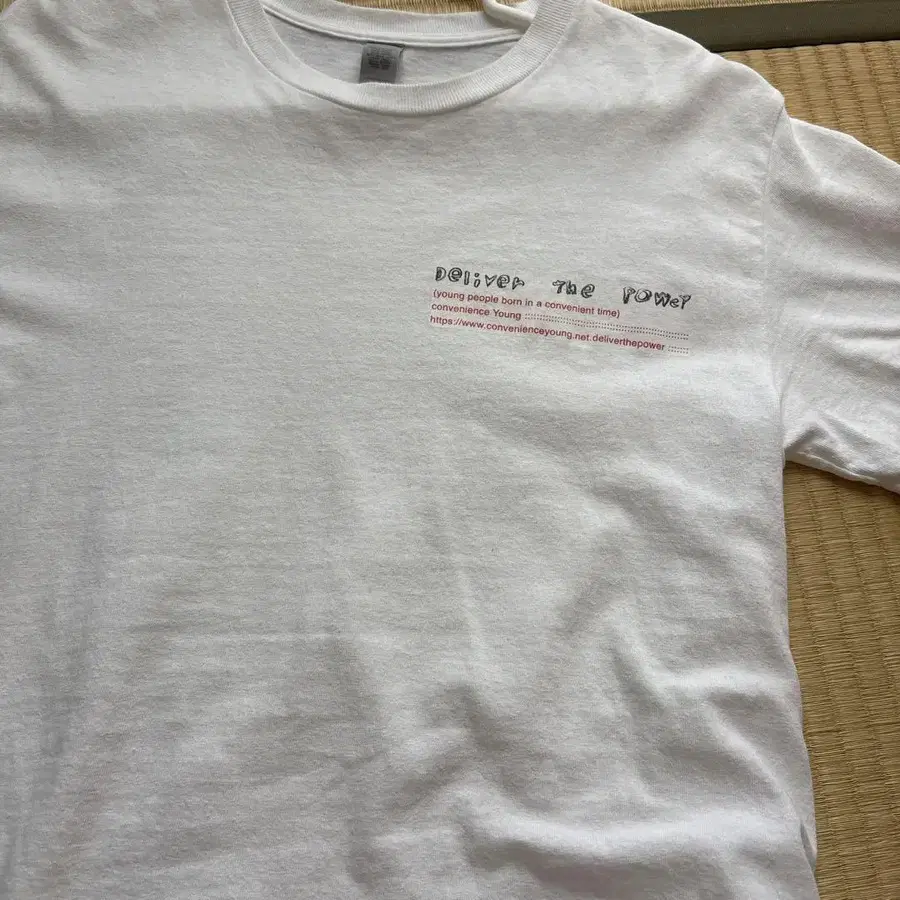 Deliver The Power
(young people born in a convenient time)
convenience Young ::::::::::::::::::::::::::::::::::::::::::::
https://www.convenienceyoung.net.deliverthepower ::::::